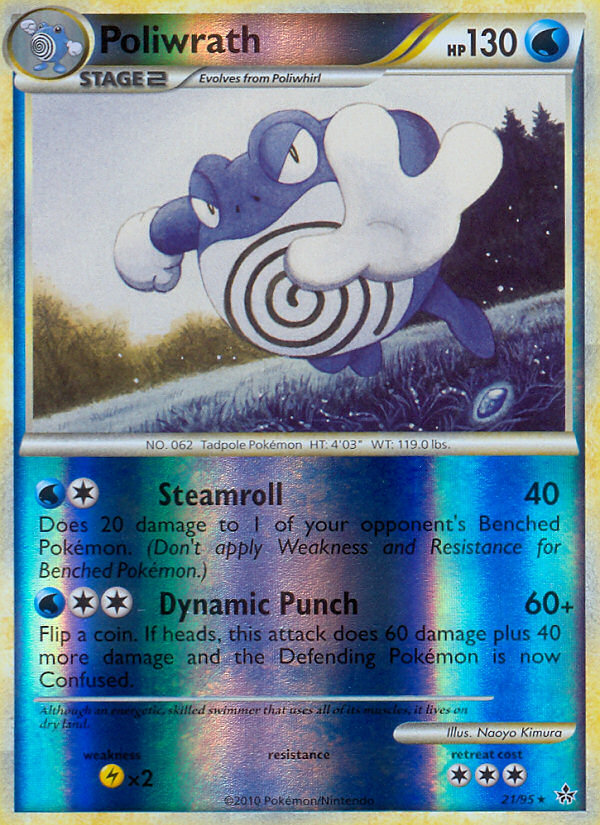 Poliwrath
HP 130
STAGE 2
Evolves from Poliwhirl
NO. 062 Tadpole Pokémon HT: 4'03" WT: 119.0 lbs.
Steamroll 40
Does 20 damage to 1 of your opponent's Benched
Pokémon. (Don't apply Weakness and Resistance for
Benched Pokémon.)
Dynamic Punch 60+
Flip a coin. If heads, this attack does 60 damage plus 40
more damage and the Defending Pokémon is now
Confused.
Although an energetic, skilled swimmer that uses all of its muscles, it lives on
dry land.
Illus. Naoyo Kimura
weakness resistance retreat cost
×2
©2010 Pokémon/Nintendo 21/95 ★